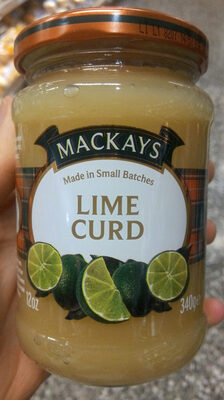 MACKAYS
Made in Small Batches
LIME
CURD
12oz
340g